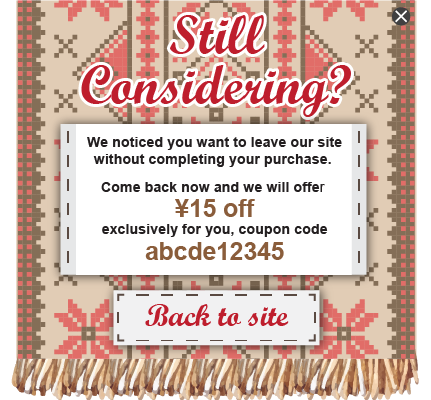 Still
Considering?
We noticed you want to leave our site
without completing your purchase.
Come back now and we will offer
¥15 off
exclusively for you, coupon code
abcde12345
Back to site